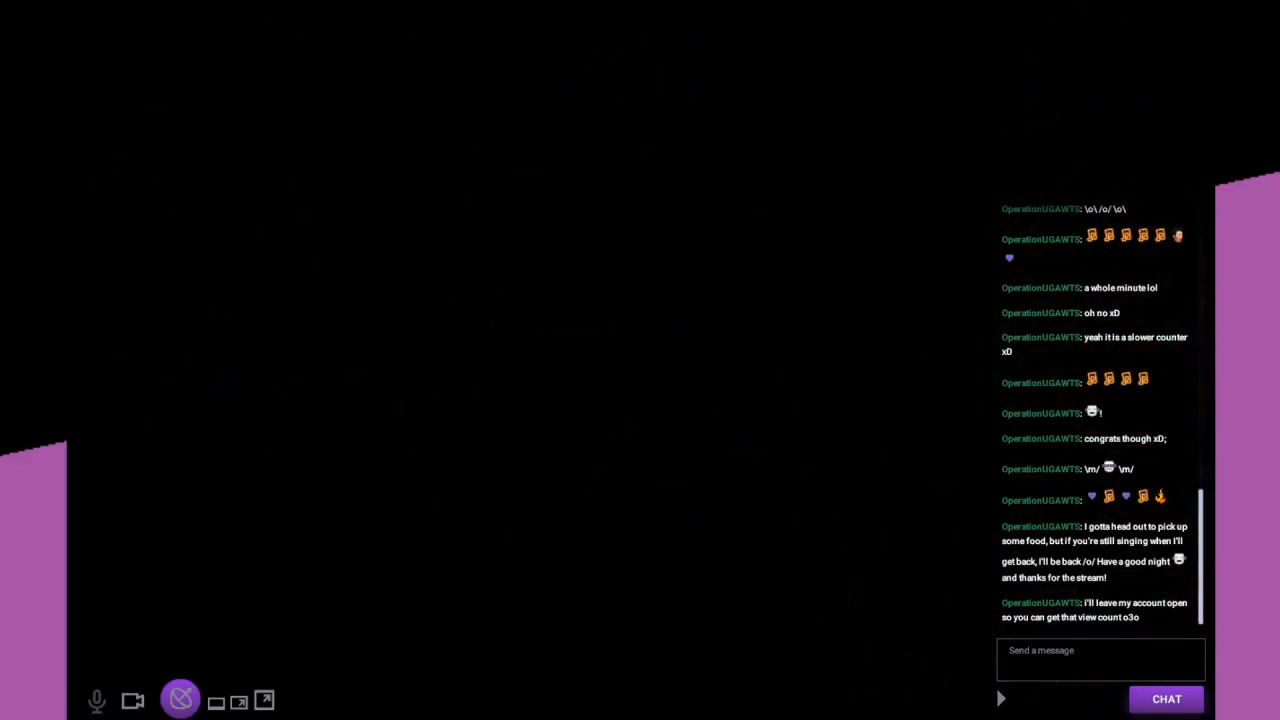 OperationUGAWTS: \o\ /o/ \o\
OperationUGAWTS:
OperationUGAWTS: a whole minute lol
OperationUGAWTS: oh no xD
OperationUGAWTS: yeah it is a slower counter
xD
OperationUGAWTS:
OperationUGAWTS: !
OperationUGAWTS: congrats though xD;
OperationUGAWTS: \m/ \m/
OperationUGAWTS:
OperationUGAWTS: I gotta head out to pick up
some food, but if you're still singing when I'll
get back, I'll be back /o/ Have a good night
and thanks for the stream!
OperationUGAWTS: i'll leave my account open
so you can get that view count o3o
Send a message
CHAT